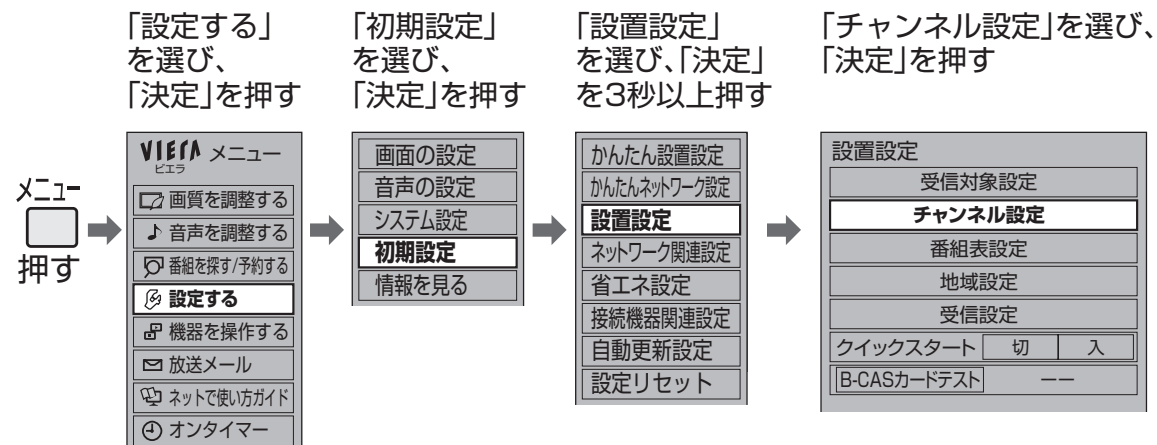 「設定する」
を選び、
「決定」を押す
「初期設定」
を選び、
「決定」を押す
「設置設定」
を選び、「決定」
を3秒以上押す
「チャンネル設定」を選び、
「決定」を押す
メニュー
押す
VIERA メニュー
ビエラ
画質を調整する
音声を調整する
番組を探す/予約する
設定する
機器を操作する
放送メール
ネットで使い方ガイド
オンタイマー
画面の設定
音声の設定
システム設定
初期設定
情報を見る
かんたん設置設定
かんたんネットワーク設定
設置設定
ネットワーク関連設定
省エネ設定
接続機器関連設定
自動更新設定
設定リセット
設置設定
受信対象設定
チャンネル設定
番組表設定
地域設定
受信設定
クイックスタート 切 入
B-CASカードテスト −−